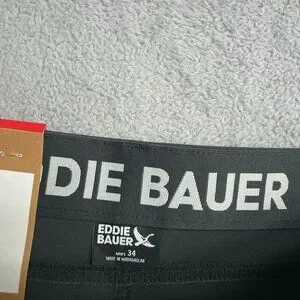 DIE BAUER
EDDIE
BAUER
MEN'S 34
MADE IN MADAGASCAR